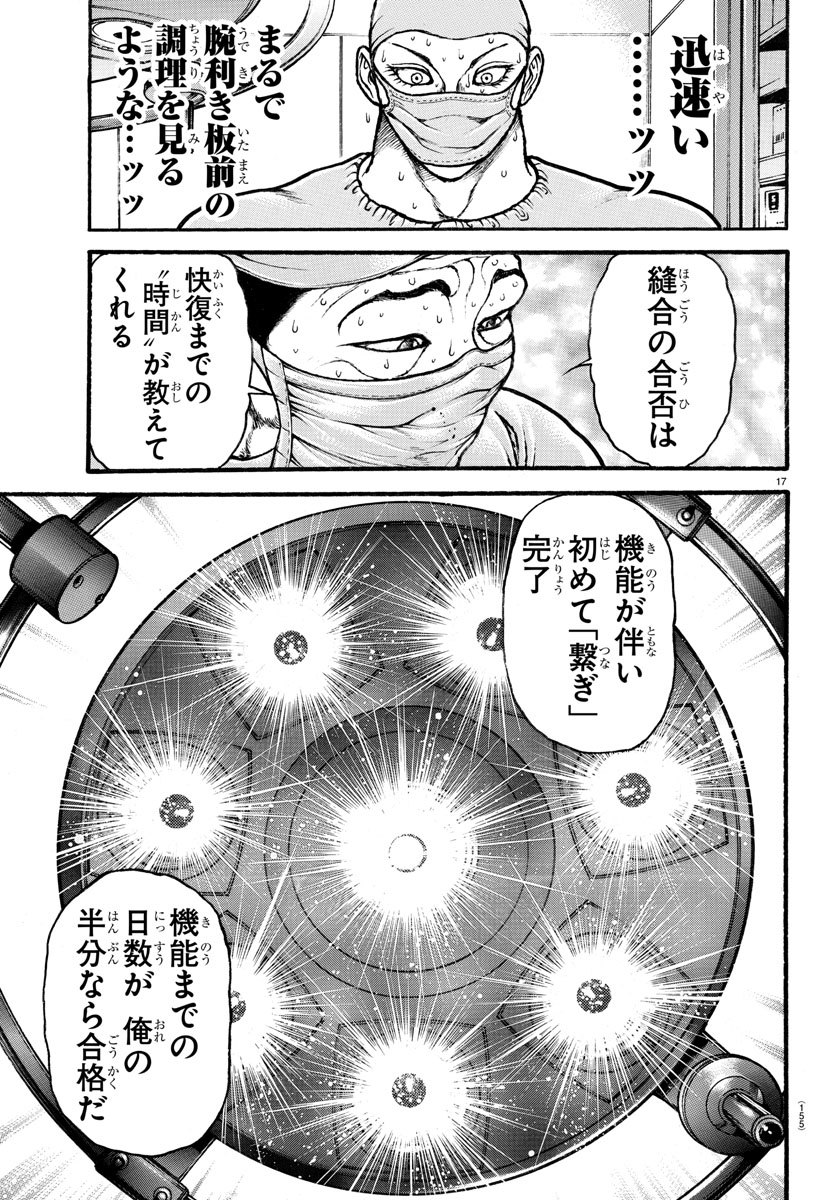 迅速い
……ッッ
まるで
腕利き板前の
調理を見る
ような…ッッ
縫合の合否は
快復までの
〝時間〟が教えて
くれる
17
機能が伴い
初めて「繋ぎ」
完了
機能までの
日数が 俺の
半分なら合格だ
(155)